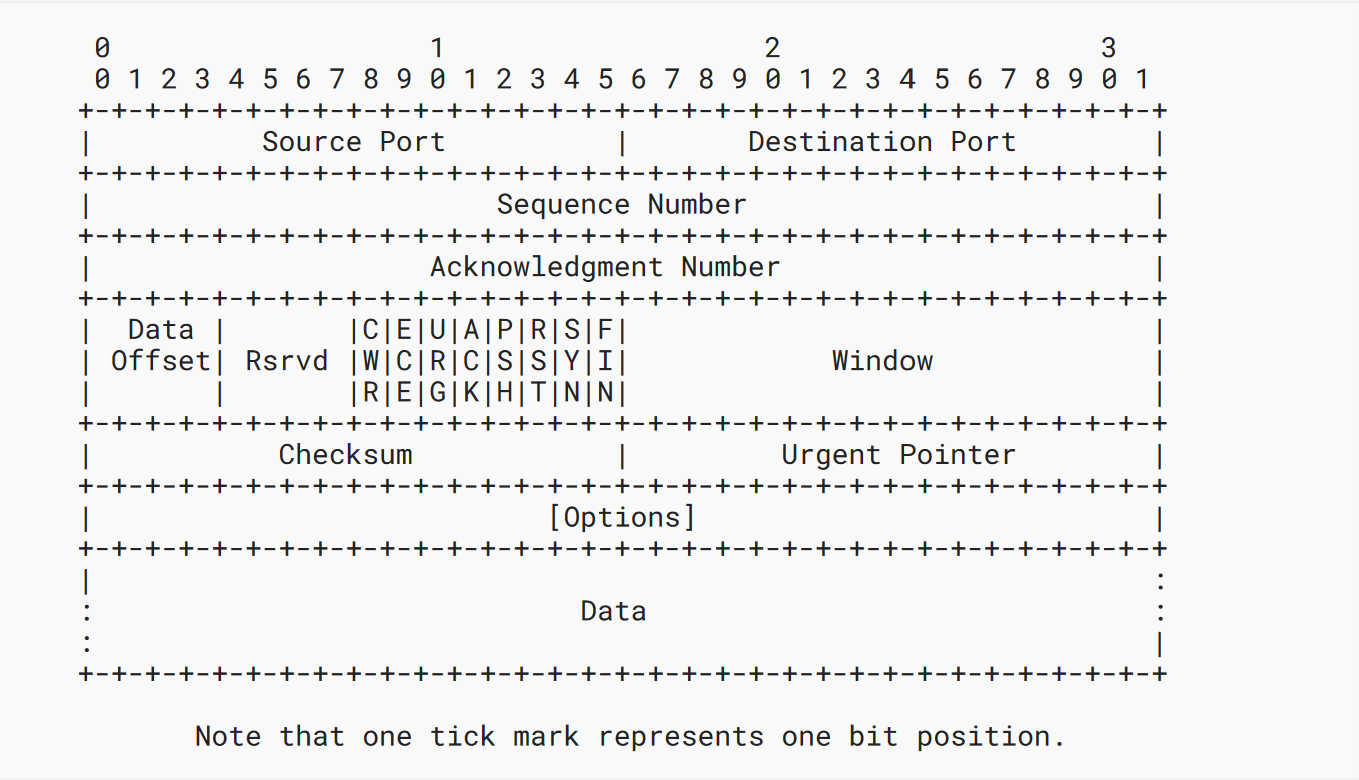 0                   1                   2                   3
 0 1 2 3 4 5 6 7 8 9 0 1 2 3 4 5 6 7 8 9 0 1 2 3 4 5 6 7 8 9 0 1
+-+-+-+-+-+-+-+-+-+-+-+-+-+-+-+-+-+-+-+-+-+-+-+-+-+-+-+-+-+-+-+-+
|          Source Port          |       Destination Port        |
+-+-+-+-+-+-+-+-+-+-+-+-+-+-+-+-+-+-+-+-+-+-+-+-+-+-+-+-+-+-+-+-+
|                        Sequence Number                        |
+-+-+-+-+-+-+-+-+-+-+-+-+-+-+-+-+-+-+-+-+-+-+-+-+-+-+-+-+-+-+-+-+
|                    Acknowledgment Number                      |
+-+-+-+-+-+-+-+-+-+-+-+-+-+-+-+-+-+-+-+-+-+-+-+-+-+-+-+-+-+-+-+-+
|  Data |       |C|E|U|A|P|R|S|F|                               |
| Offset| Rsrvd |W|C|R|C|S|S|Y|I|            Window             |
|       |       |R|E|G|K|H|T|N|N|                               |
+-+-+-+-+-+-+-+-+-+-+-+-+-+-+-+-+-+-+-+-+-+-+-+-+-+-+-+-+-+-+-+-+
|           Checksum            |         Urgent Pointer        |
+-+-+-+-+-+-+-+-+-+-+-+-+-+-+-+-+-+-+-+-+-+-+-+-+-+-+-+-+-+-+-+-+
|                           [Options]                           |
+-+-+-+-+-+-+-+-+-+-+-+-+-+-+-+-+-+-+-+-+-+-+-+-+-+-+-+-+-+-+-+-+
|                                                               :
:                             Data                              :
:                                                               |
+-+-+-+-+-+-+-+-+-+-+-+-+-+-+-+-+-+-+-+-+-+-+-+-+-+-+-+-+-+-+-+-+
Note that one tick mark represents one bit position.